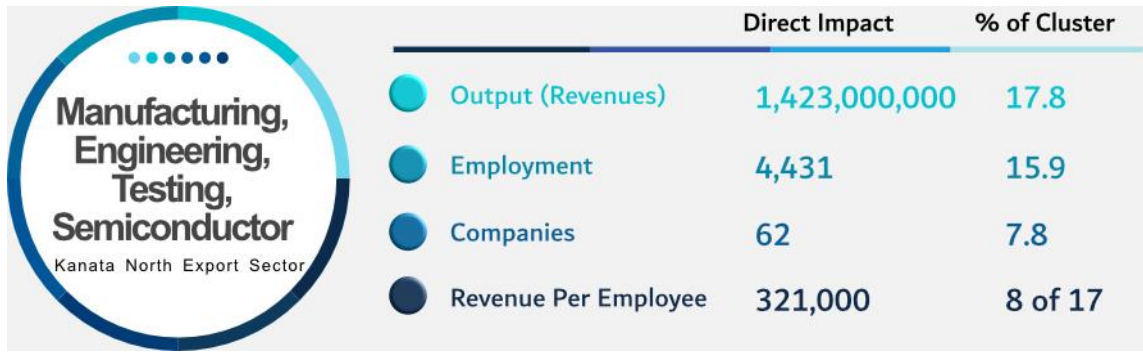 Manufacturing,
Engineering,
Testing,
Semiconductor
Kanata North Export Sector
Direct Impact % of Cluster
Output (Revenues) 1,423,000,000 17.8
Employment 4,431 15.9
Companies 62 7.8
Revenue Per Employee 321,000 8 of 17